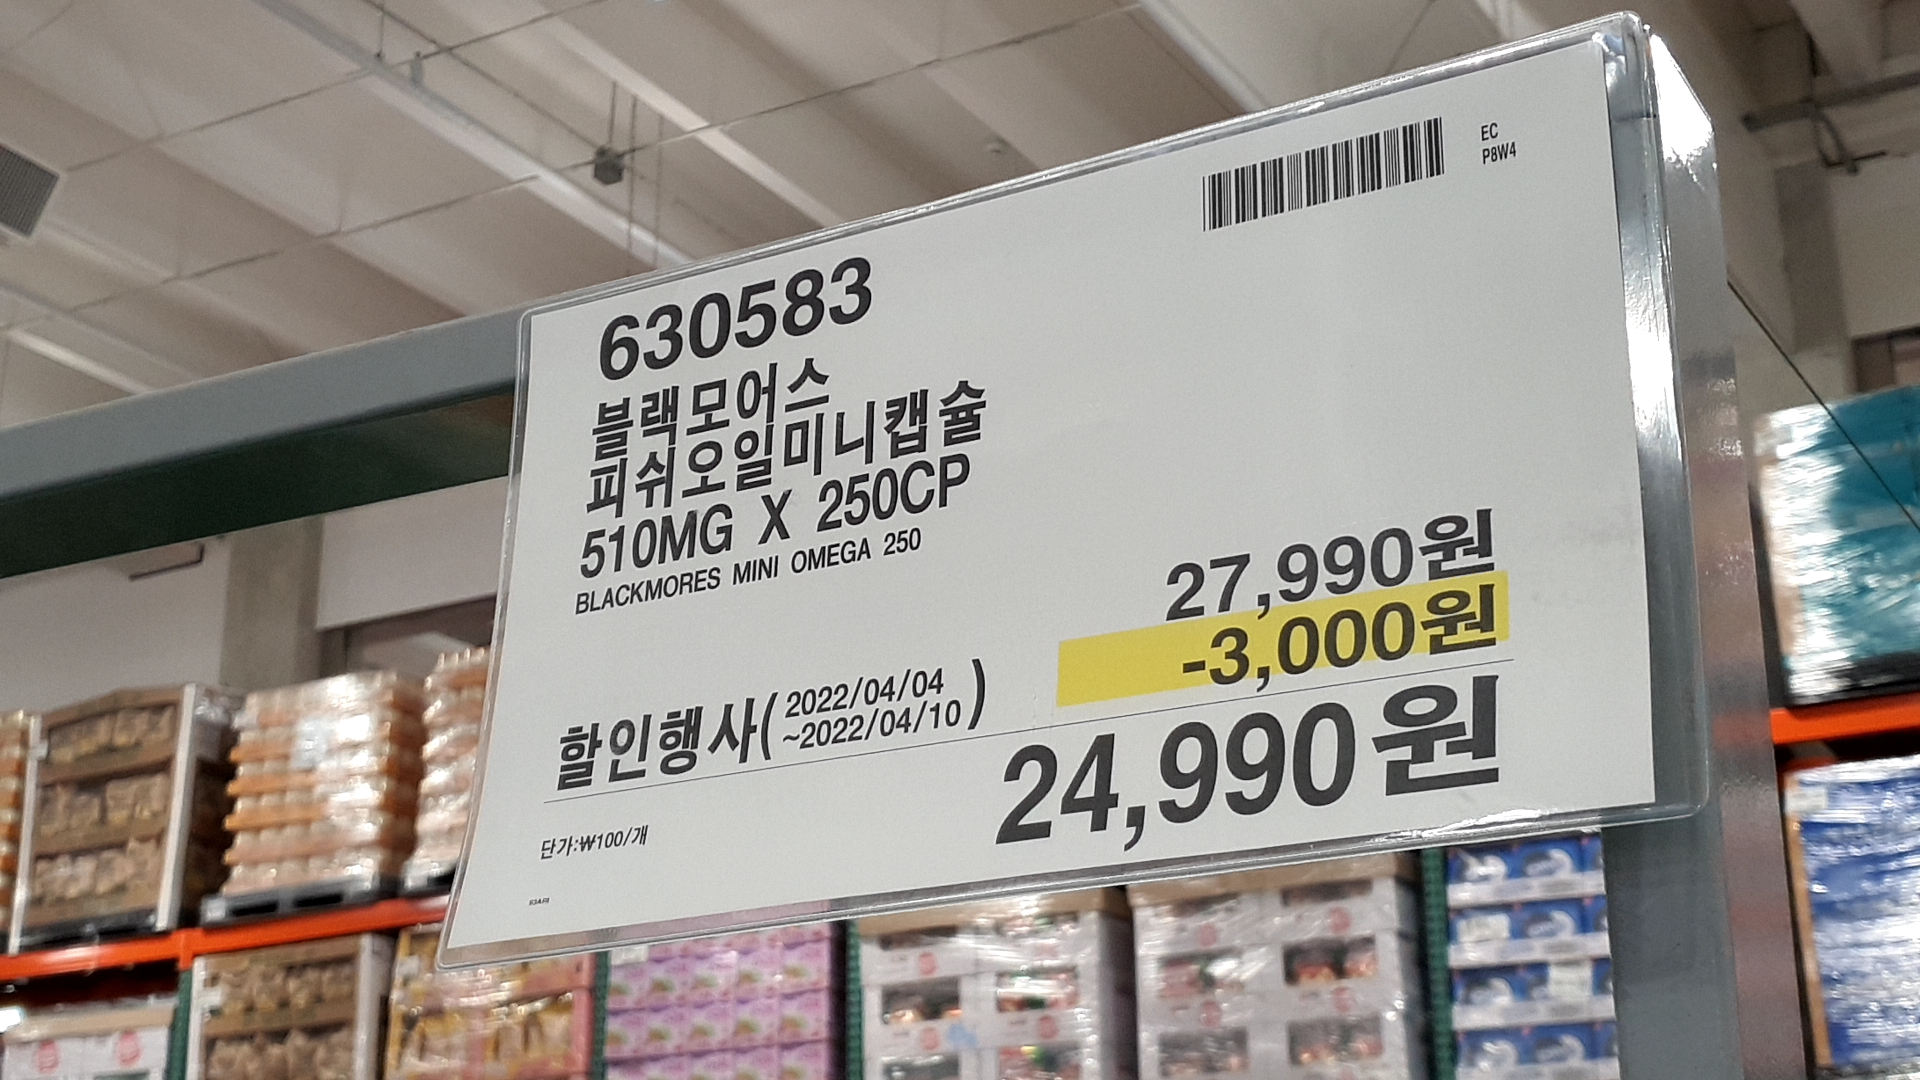 EC
P8W4
630583
블랙모어스
피쉬오일미니캡슐
510MG X 250CP
BLACKMORES MINI OMEGA 250
27,990원
-3,000원
할인행사( 2022/04/04
~2022/04/10 )
24,990원
단가:₩100/개